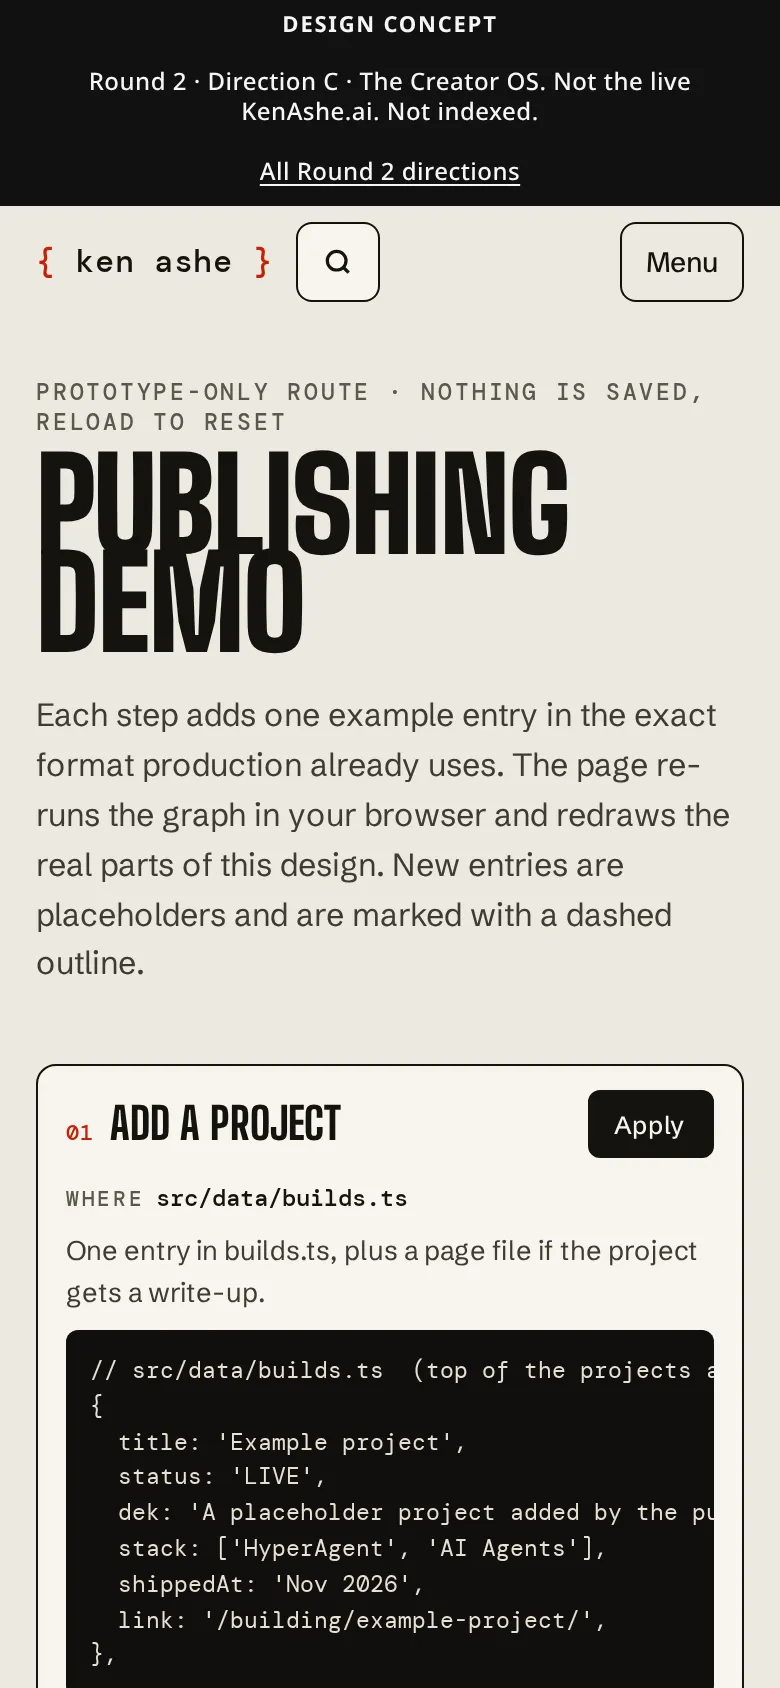 DESIGN CONCEPT
Round 2 · Direction C · The Creator OS. Not the live
KenAshe.ai. Not indexed.
All Round 2 directions
{ ken ashe }
Menu
PROTOTYPE-ONLY ROUTE · NOTHING IS SAVED,
RELOAD TO RESET
PUBLISHING
DEMO
Each step adds one example entry in the exact
format production already uses. The page re-
runs the graph in your browser and redraws the
real parts of this design. New entries are
placeholders and are marked with a dashed
outline.
01 ADD A PROJECT
Apply
WHERE src/data/builds.ts
One entry in builds.ts, plus a page file if the project
gets a write-up.
// src/data/builds.ts  (top of the projects a
{
  title: 'Example project',
  status: 'LIVE',
  dek: 'A placeholder project added by the pu
  stack: ['HyperAgent', 'AI Agents'],
  shippedAt: 'Nov 2026',
  link: '/building/example-project/',
},